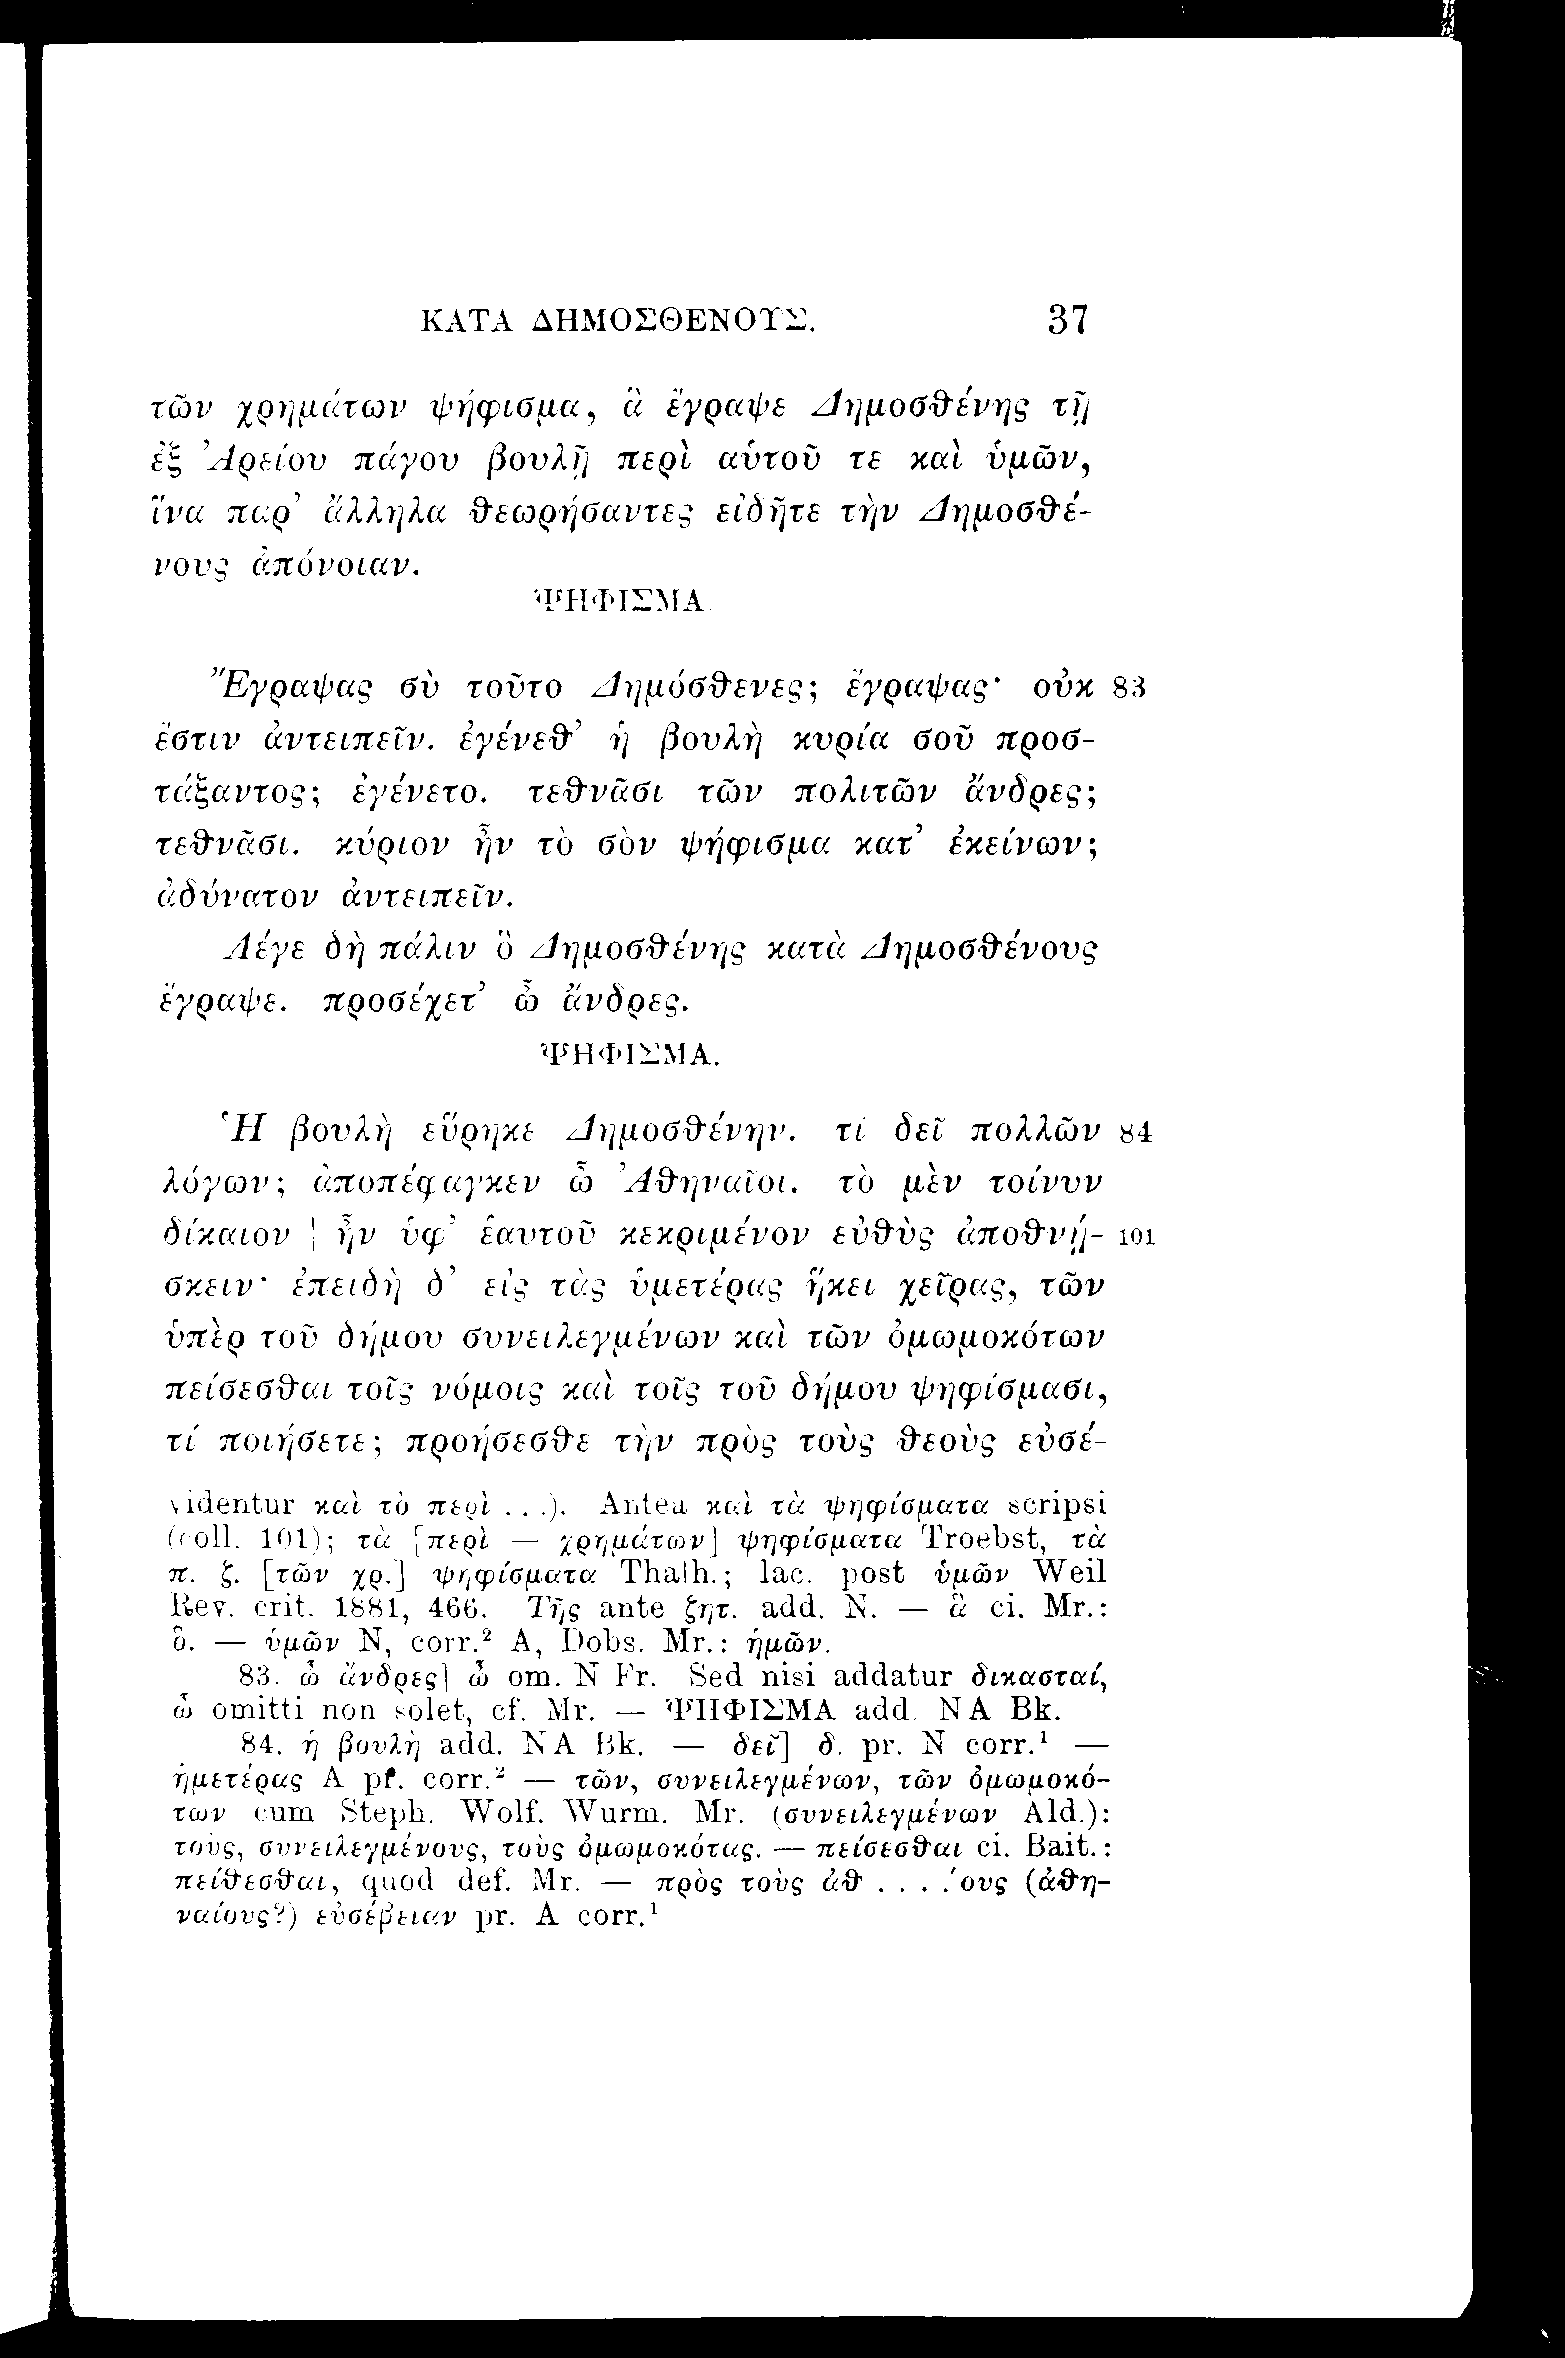 ΚΑΤΑ ΔΗΜΟΣΘΕΝΟΥΣ. 37
τῶν χρημάτων ψήφισμα, ἃ ἔγραψε Δημοσθένης τῇ
ἐξ Ἀρείου πάγου βουλῇ περὶ αὑτοῦ τε καὶ ὑμῶν,
ἵνα παρ’ ἄλληλα θεωρήσαντες εἰδῆτε τὴν Δημοσθέ-
νους ἀπόνοιαν.
ΨΗΦΙΣΜΑ
Ἔγραψας σὺ τοῦτο Δημόσθενες; ἔγραψας· οὐκ 83
ἔστιν ἀντειπεῖν. ἐγένεθ’ ἡ βουλὴ κυρία σοῦ προσ-
τάξαντος; ἐγένετο. τεθνᾶσι τῶν πολιτῶν ἄνδρες;
τεθνᾶσι. κύριον ἦν τὸ σὸν ψήφισμα κατ’ ἐκείνων;
ἀδύνατον ἀντειπεῖν.
Λέγε δὴ πάλιν ὃ Δημοσθένης κατὰ Δημοσθένους
ἔγραψε. προσέχετ’ ὦ ἄνδρες.
ΨΗΦΙΣΜΑ.
Ἡ βουλὴ εὕρηκε Δημοσθένην. τί δεῖ πολλῶν 84
λόγων; ἀποπέφαγκεν ὦ Ἀθηναῖοι. τὸ μὲν τοίνυν
δίκαιον | ἦν ὑφ’ ἑαυτοῦ κεκριμένον εὐθὺς ἀποθνῄ- 101
σκειν· ἐπειδὴ δ’ εἰς τὰς ὑμετέρας ἥκει χεῖρας, τῶν
ὑπὲρ τοῦ δήμου συνειλεγμένων καὶ τῶν ὀμωμοκότων
πείσεσθαι τοῖς νόμοις καὶ τοῖς τοῦ δήμου ψηφίσμασι,
τί ποιήσετε; προήσεσθε τὴν πρὸς τοὺς θεοὺς εὐσέ-
videntur καὶ τὸ περὶ . . .). Antea καὶ τὰ ψηφίσματα scripsi
(coll. 101); τὰ [περὶ — χρημάτων] ψηφίσματα Troebst, τὰ
π. ζ. [τῶν χρ.] ψηφίσματα Thalh.; lac. post ὑμῶν Weil
Rev. crit. 1881, 466. Τῆς ante ζητ. add. N. — ἃ ci. Mr.:
ὃ. — ὑμῶν N, corr.² A, Dobs. Mr.: ἡμῶν.
83. ὦ ἄνδρες] ὦ om. N Fr. Sed nisi addatur δικασταί,
ὦ omitti non solet, cf. Mr. — ΨΗΦΙΣΜΑ add. NA Bk.
84. ἡ βουλὴ add. NA Bk. — δεῖ] δ. pr. N corr.¹ —
ἡμετέρας A pr. corr.² — τῶν, συνειλεγμένων, τῶν ὀμωμοκό-
των cum Steph. Wolf. Wurm. Mr. (συνειλεγμένων Ald.):
τοὺς, συνειλεγμένους, τοὺς ὀμωμοκότας. — πείσεσθαι ci. Bait.:
πείθεσθαι, quod def. Mr. — πρὸς τοὺς ἀθ . . . .΄ους (ἀθη-
ναίους?) εὐσέβειαν pr. A corr.¹